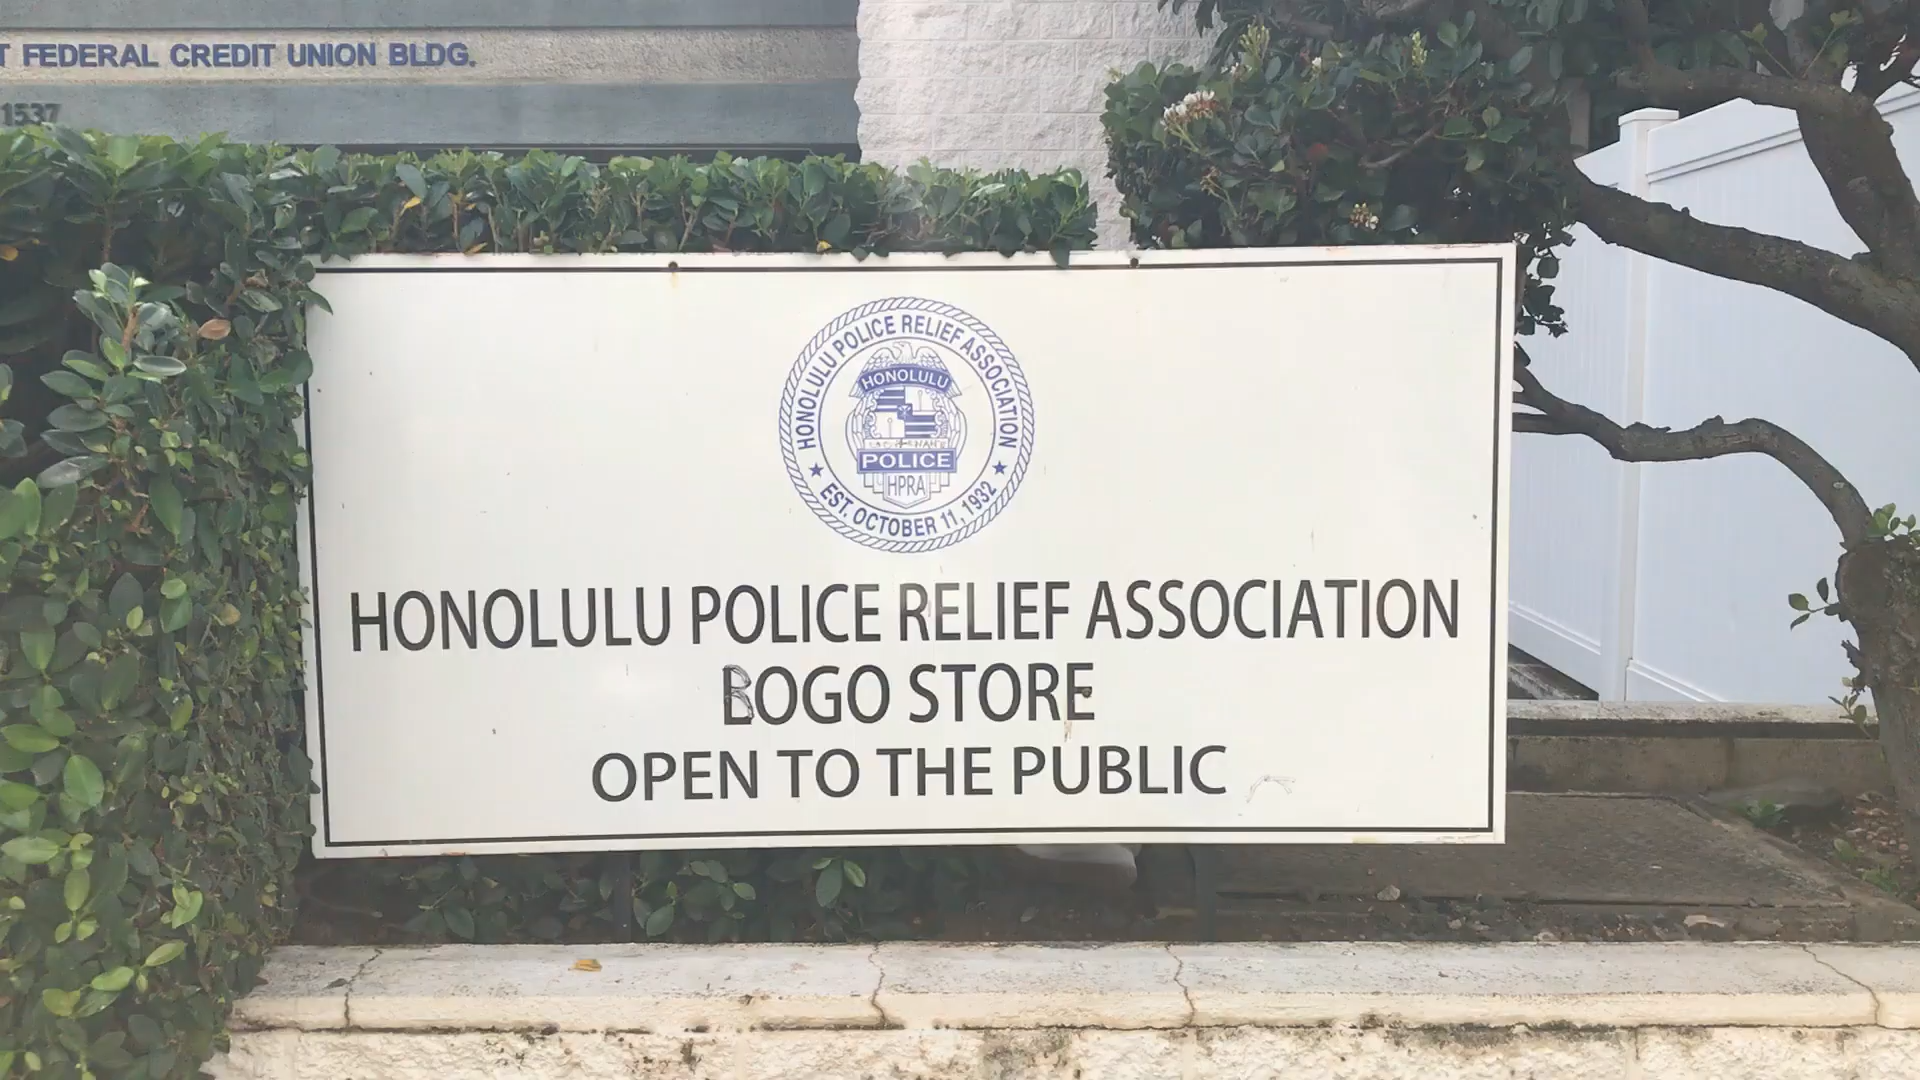 T FEDERAL CREDIT UNION BLDG.
1537
HONOLULU POLICE RELIEF ASSOCIATION
HONOLULU
POLICE
HPRA
EST. OCTOBER 11, 1932
HONOLULU POLICE RELIEF ASSOCIATION
BOGO STORE
OPEN TO THE PUBLIC